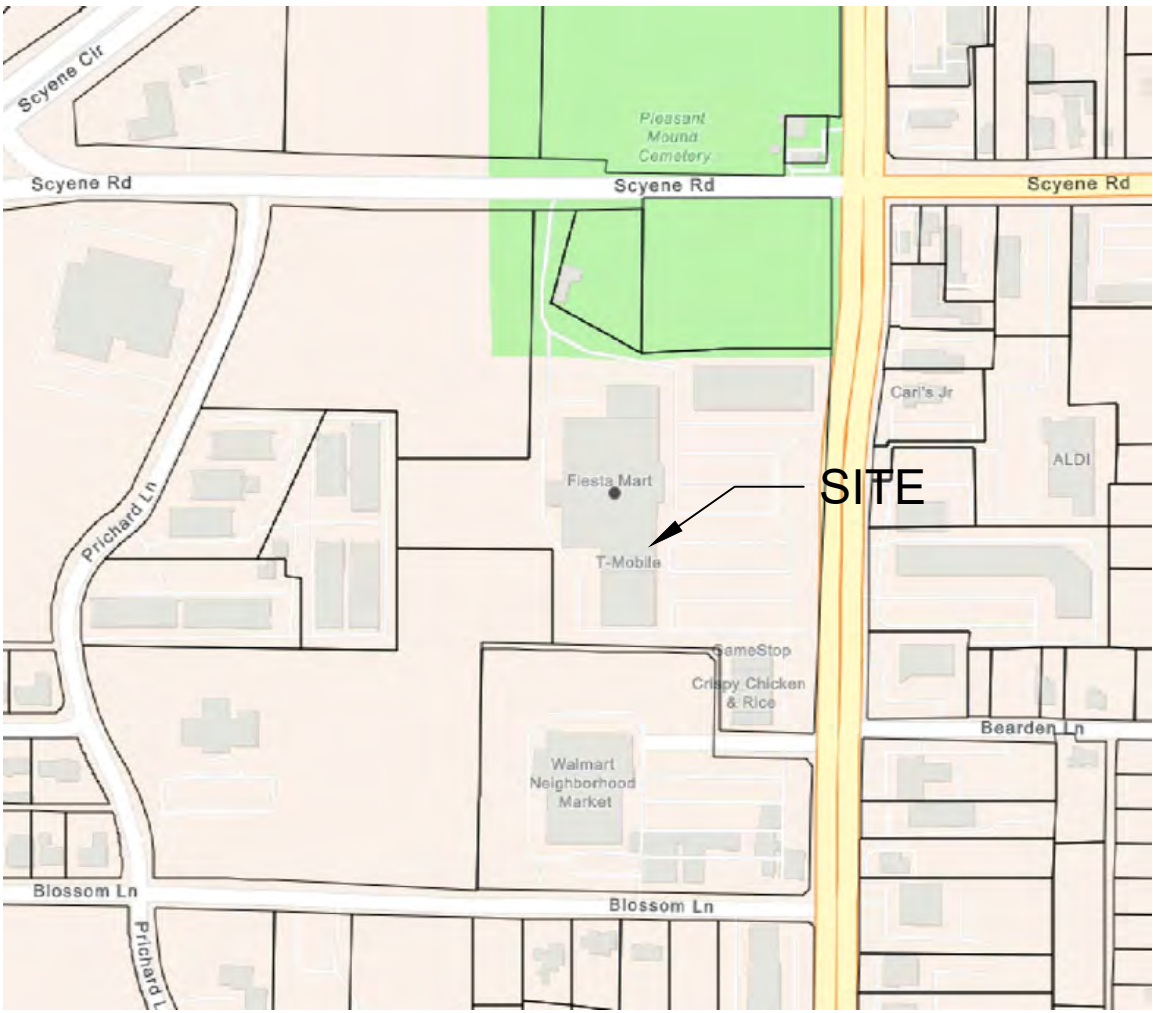 Scyene Cir
Pleasant
Mound
Cemetery
Scyene Rd
Scyene Rd
Scyene Rd
Carl's Jr
ALDI
Fiesta Mart
SITE
Prichard Ln
T-Mobile
GameStop
Crispy Chicken
& Rice
Bearden Ln
Walmart
Neighborhood
Market
Blossom Ln
Blossom Ln
Prichard L